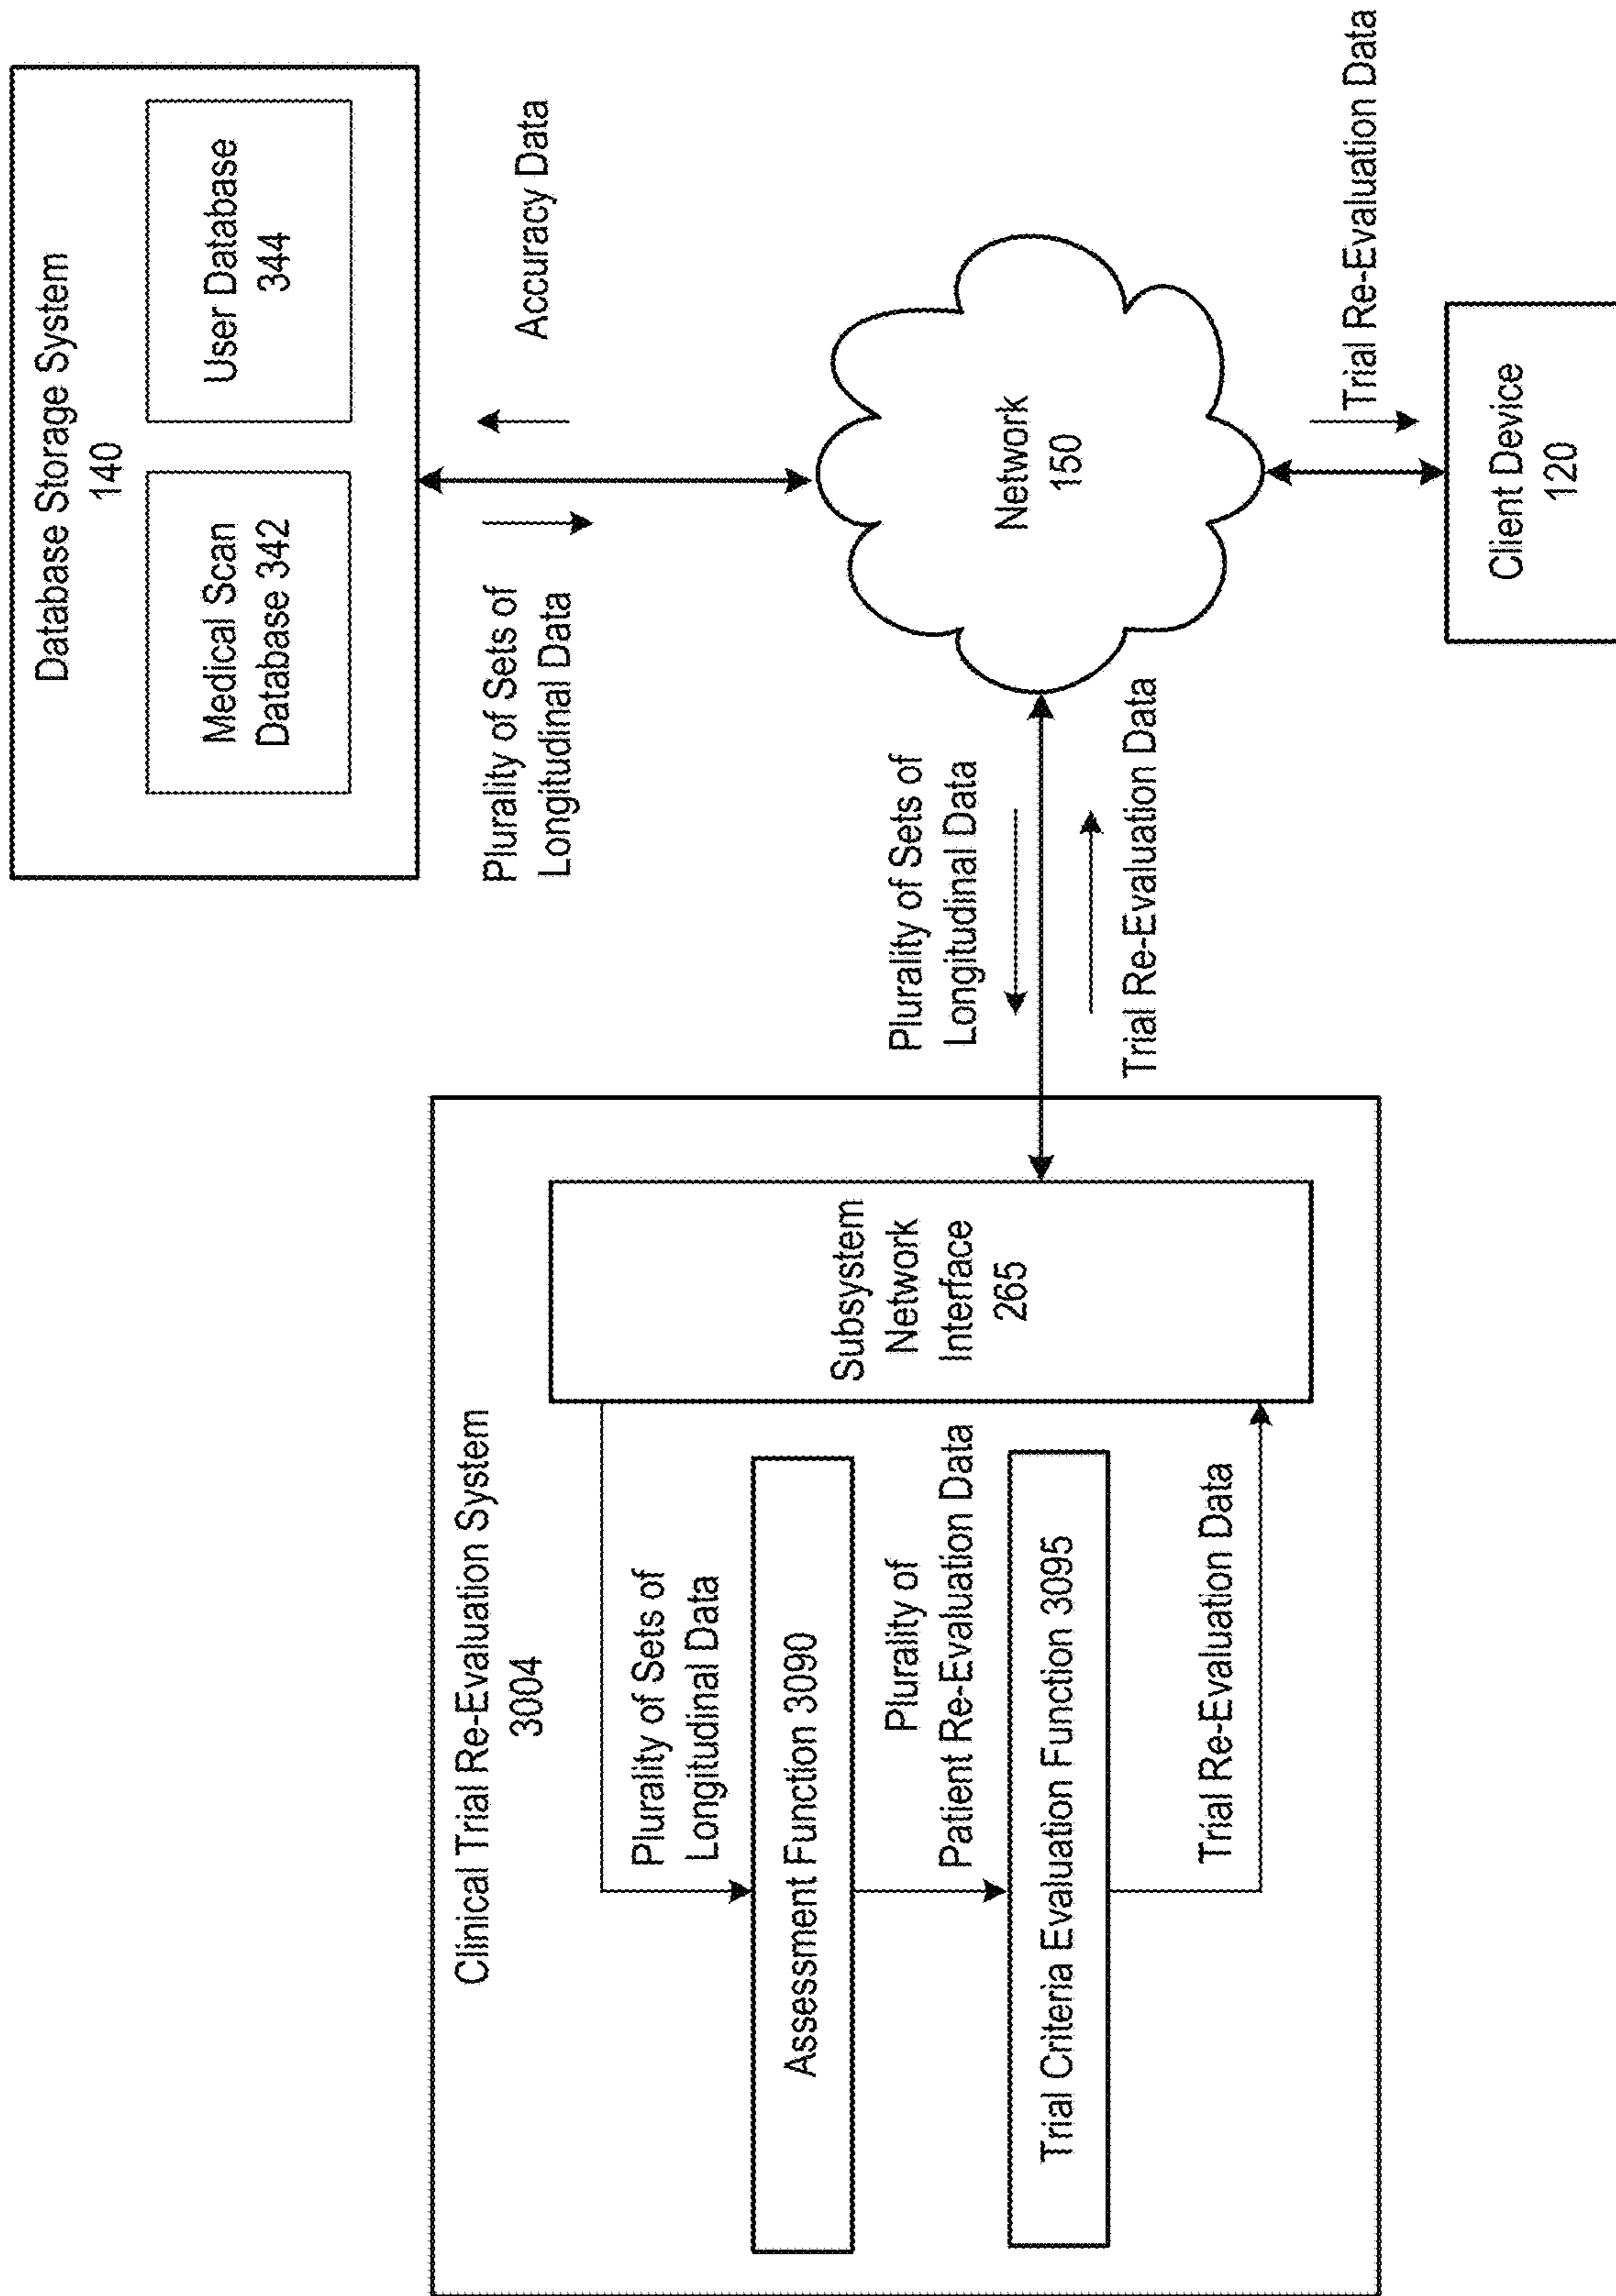 Clinical Trial Re-Evaluation System
3004
Plurality of Sets of
Longitudinal Data
Assessment Function 3090
Plurality of
Patient Re-Evaluation Data
Trial Criteria Evaluation Function 3095
Trial Re-Evaluation Data
Subsystem
Network
Interface
265
Plurality of Sets of
Longitudinal Data
Trial Re-Evaluation Data
Database Storage System
140
Medical Scan
Database 342
User Database
344
Plurality of Sets of
Longitudinal Data
Accuracy Data
Network
150
Trial Re-Evaluation Data
Client Device
120